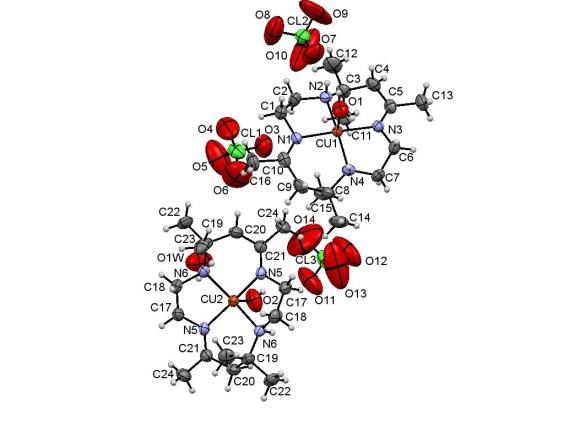 O8
O9
CL2
O7
O10
C12
C4
C3
C5
C13
C2
N2
O1
C1
N3
O4
CL1
O3
N1
CU1
C11
C6
O5
C10
C16
N4
C7
O6
C9
C8
C15
C14
C22
C19
C24
O14
C23
C20
O12
O1W
C21
CL3
N6
N5
O13
C18
CU2
O2
C17
O11
C17
C18
N5
N6
C21
C23
C19
C24
C20
C22